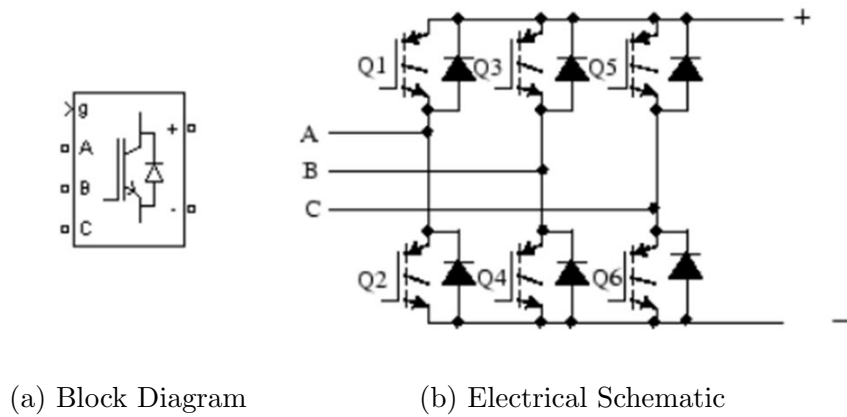 g
A
B
C
+
-
Q1
Q3
Q5
+
A
B
C
Q2
Q4
Q6
−
(a) Block Diagram
(b) Electrical Schematic